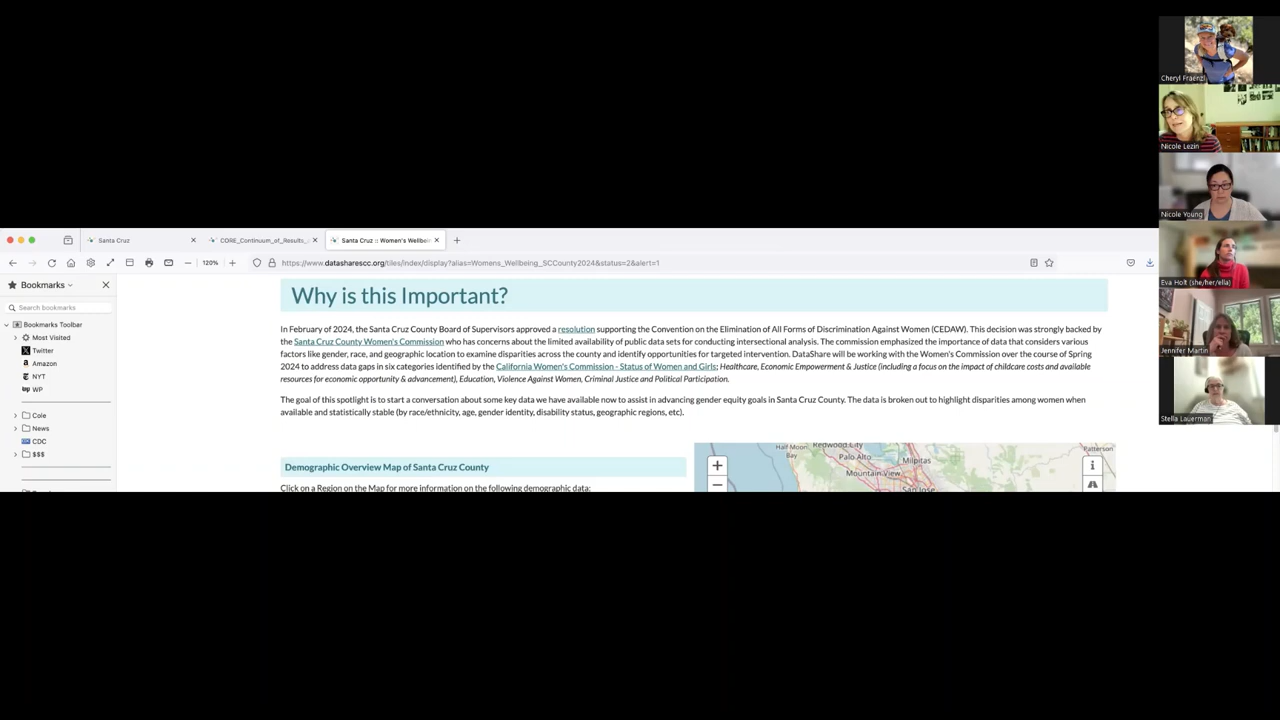 Cheryl Fraenzl
Nicole Lezin
Nicole Young
Eva Holt (she/her/ella)
Jennifer Martin
Stella Lauerman
Santa Cruz
CORE_Continuum_of_Results_
Santa Cruz :: Women's Wellbein
120%
https://www.datasharescc.org/tiles/index/display?alias=Womens_Wellbeing_SCCounty2024&status=2&alert=1
Bookmarks
Search bookmarks
Bookmarks Toolbar
Most Visited
Twitter
Amazon
NYT
WP
Cole
News
CDC
$$$
Why is this Important?
In February of 2024, the Santa Cruz County Board of Supervisors approved a resolution supporting the Convention on the Elimination of All Forms of Discrimination Against Women (CEDAW). This decision was strongly backed by
the Santa Cruz County Women's Commission who has concerns about the limited availability of public data sets for conducting intersectional analysis. The commission emphasized the importance of data that considers various
factors like gender, race, and geographic location to examine disparities across the county and identify opportunities for targeted intervention. DataShare will be working with the Women's Commission over the course of Spring
2024 to address data gaps in six categories identified by the California Women's Commission - Status of Women and Girls; Healthcare, Economic Empowerment & Justice (including a focus on the impact of childcare costs and available
resources for economic opportunity & advancement), Education, Violence Against Women, Criminal Justice and Political Participation.
The goal of this spotlight is to start a conversation about some key data we have available now to assist in advancing gender equity goals in Santa Cruz County. The data is broken out to highlight disparities among women when
available and statistically stable (by race/ethnicity, age, gender identity, disability status, geographic regions, etc).
Demographic Overview Map of Santa Cruz County
Click on a Region on the Map for more information on the following demographic data:
Half Moon
Bay
Redwood City
Palo Alto
Milpitas
Mountain View
San Jose
Patterson